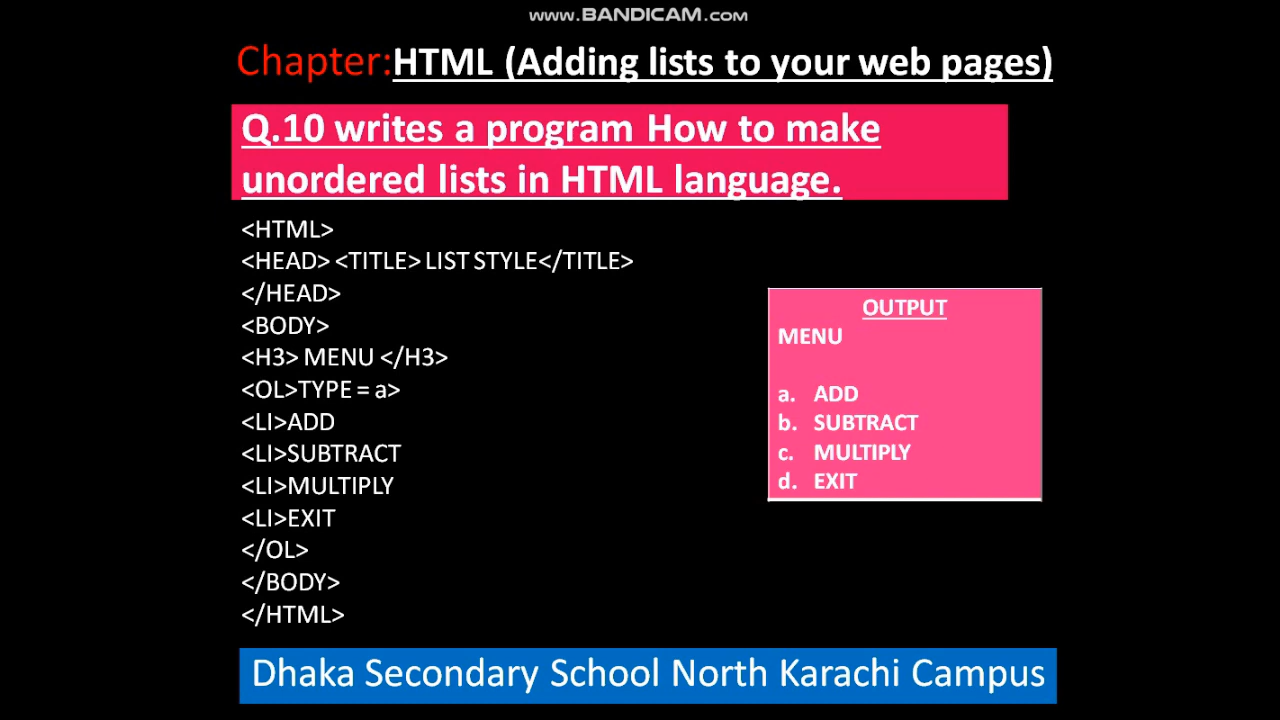 www.BANDICAM.com
Chapter:HTML (Adding lists to your web pages)
Q.10 writes a program How to make
unordered lists in HTML language.
<HTML>
<HEAD> <TITLE> LIST STYLE</TITLE>
</HEAD>
<BODY>
<H3> MENU </H3>
<OL>TYPE = a>
<LI>ADD
<LI>SUBTRACT
<LI>MULTIPLY
<LI>EXIT
</OL>
</BODY>
</HTML>
OUTPUT
MENU
a. ADD
b. SUBTRACT
c. MULTIPLY
d. EXIT
Dhaka Secondary School North Karachi Campus